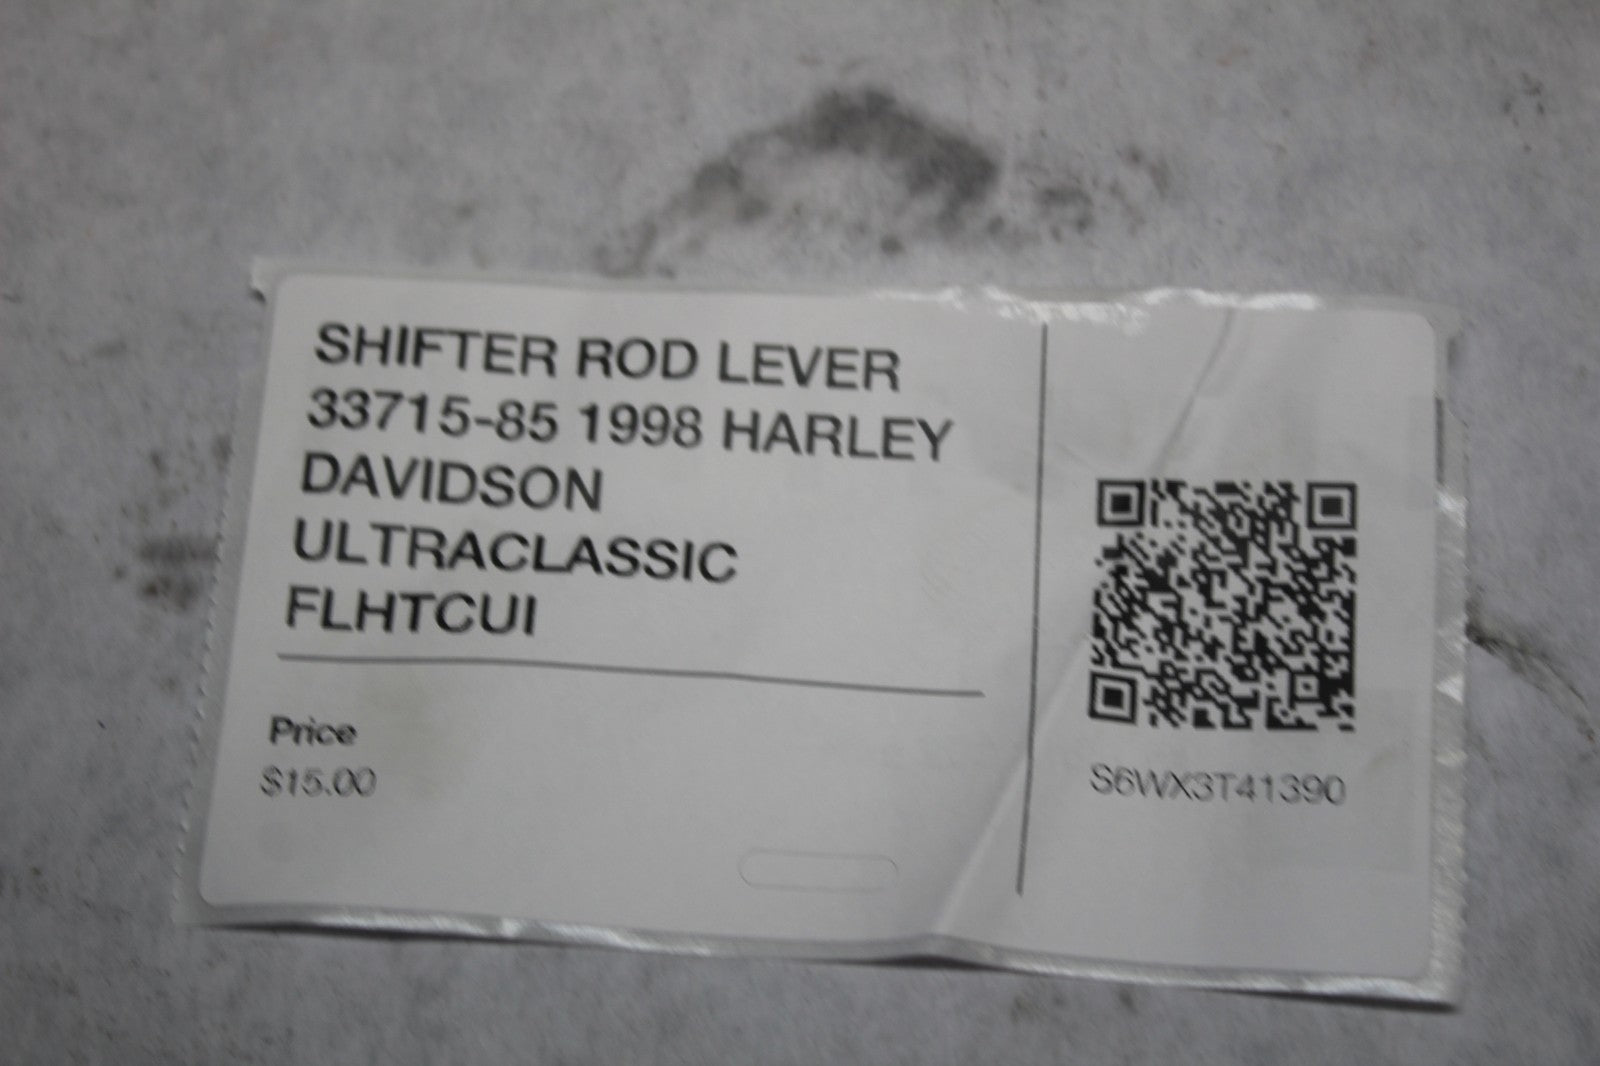 SHIFTER ROD LEVER
33715-85 1998 HARLEY
DAVIDSON
ULTRACLASSIC
FLHTCUI
Price
$15.00
S6WX3T41390